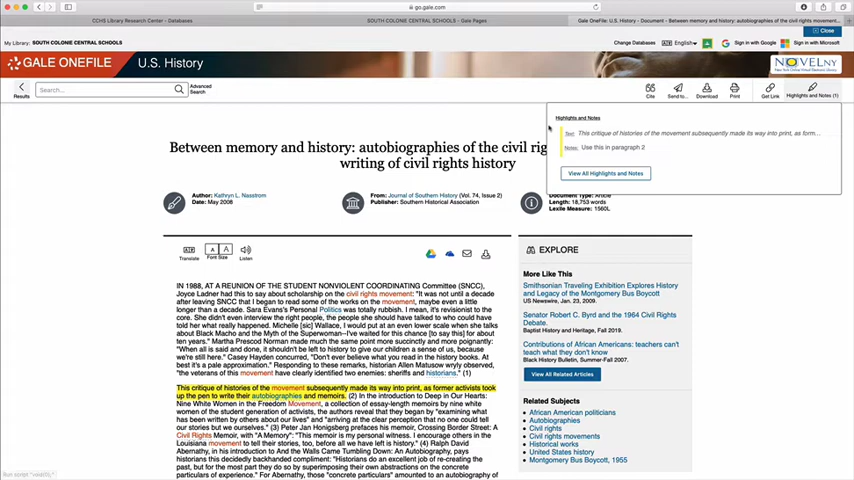 go.gale.com
CCHS Library Research Center - Databases
SOUTH COLONIE CENTRAL SCHOOLS - Gale Pages
Gale OneFile: U.S. History - Document - Between memory and history: autobiographies of the civil rights movement...
Close
My Library: SOUTH COLONIE CENTRAL SCHOOLS
Change Databases
English
Sign in with Google
Sign in with Microsoft
GALE ONEFILE U.S. History
NOVELNY
Results
Search...
Advanced
Search
Cite
Send to...
Download
Print
Get Link
Highlights and Notes (1)
Highlights and Notes
Text: This critique of histories of the movement subsequently made its way into print, as form...
Notes: Use this in paragraph 2
View All Highlights and Notes
Between memory and history: autobiographies of the civil rig
writing of civil rights history
Author: Kathryn L. Nasstrom
Date: May 2008
From: Journal of Southern History (Vol. 74, Issue 2)
Publisher: Southern Historical Association
Document Type: Article
Length: 18,753 words
Lexile Measure: 1560L
Translate
A A
Font Size
Listen
IN 1988, AT A REUNION OF THE STUDENT NONVIOLENT COORDINATING Committee (SNCC),
Joyce Ladner had this to say about scholarship on the civil rights movement: "It was not until a decade
after leaving SNCC that I began to read some of the works on the movement, maybe even a little
longer than a decade. Sara Evans's Personal Politics was totally rubbish. I mean, it's revisionist to the
core. She didn't even interview the right people, the people she should have talked to who could have
told her what really happened. Michelle [sic] Wallace, I would put at an even lower scale when she talks
about Black Macho and the Myth of the Superwoman--I've waited for this chance [to say this] for about
ten years." Martha Prescod Norman made much the same point more succinctly and more poignantly:
"When all is said and done, it shouldn't be left to history to give our children a sense of us, because
we're still here." Casey Hayden concurred, "Don't ever believe what you read in the history books. At
best it's a pale approximation." Responding to these remarks, historian Allen Matusow wryly observed,
"the veterans of this movement have clearly identified two enemies: sheriffs and historians." (1)
This critique of histories of the movement subsequently made its way into print, as former activists took
up the pen to write their autobiographies and memoirs. (2) In the introduction to Deep in Our Hearts:
Nine White Women in the Freedom Movement, a collection of essay-length memoirs by nine white
women of the student generation of activists, the authors reveal that they began by "examining what
has been written by others about our lives" and "arriving at the clear perception that no one could tell
our stories but we ourselves." (3) Peter Jan Honigsberg prefaces his memoir, Crossing Border Street: A
Civil Rights Memoir, with "A Memory": "This memoir is my personal witness. I encourage others in the
Louisiana movement to tell their stories, too, before all we have left is history." (4) Ralph David
Abernathy, in his introduction to And the Walls Came Tumbling Down: An Autobiography, pays
historians this decidedly backhanded compliment: "Historians do an excellent job of re-creating the
past, but for the most part they do so by superimposing their own abstractions on the concrete
particulars of experience." For Abernathy, those "concrete particulars" amounted to an autobiography of
EXPLORE
More Like This
Smithsonian Traveling Exhibition Explores History
and Legacy of the Montgomery Bus Boycott
US Newswire, Jan. 23, 2009.
Senator Robert C. Byrd and the 1964 Civil Rights
Debate.
Baptist History and Heritage, Fall 2019.
Contributions of African Americans: teachers can't
teach what they don't know
Black History Bulletin, Summer-Fall 2007.
View All Related Articles
Related Subjects
African American politicians
Autobiographies
Civil rights
Civil rights movements
Historical works
United States history
Montgomery Bus Boycott, 1955
Run script "void(0);"